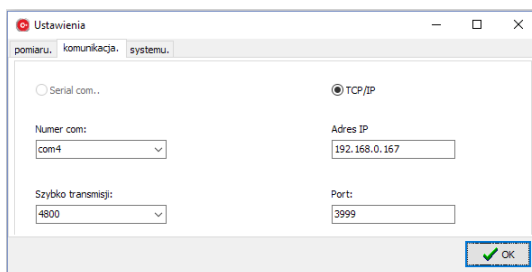 Ustawienia
pomiaru. komunikacja. systemu.
Serial com.. TCP/IP
Numer com: Adres IP
com4 192.168.0.167
Szybko transmisji: Port:
4800 3999
OK